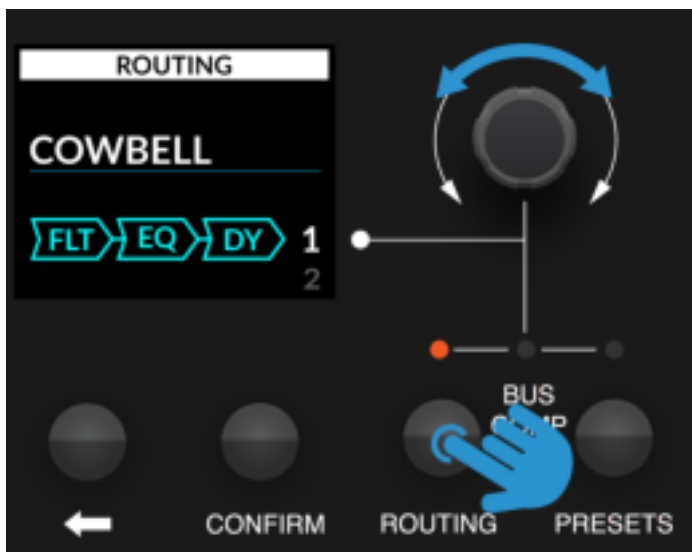 ROUTING
COWBELL
FLT EQ DY 1
2
BUS
CONFIRM ROUTING PRESETS